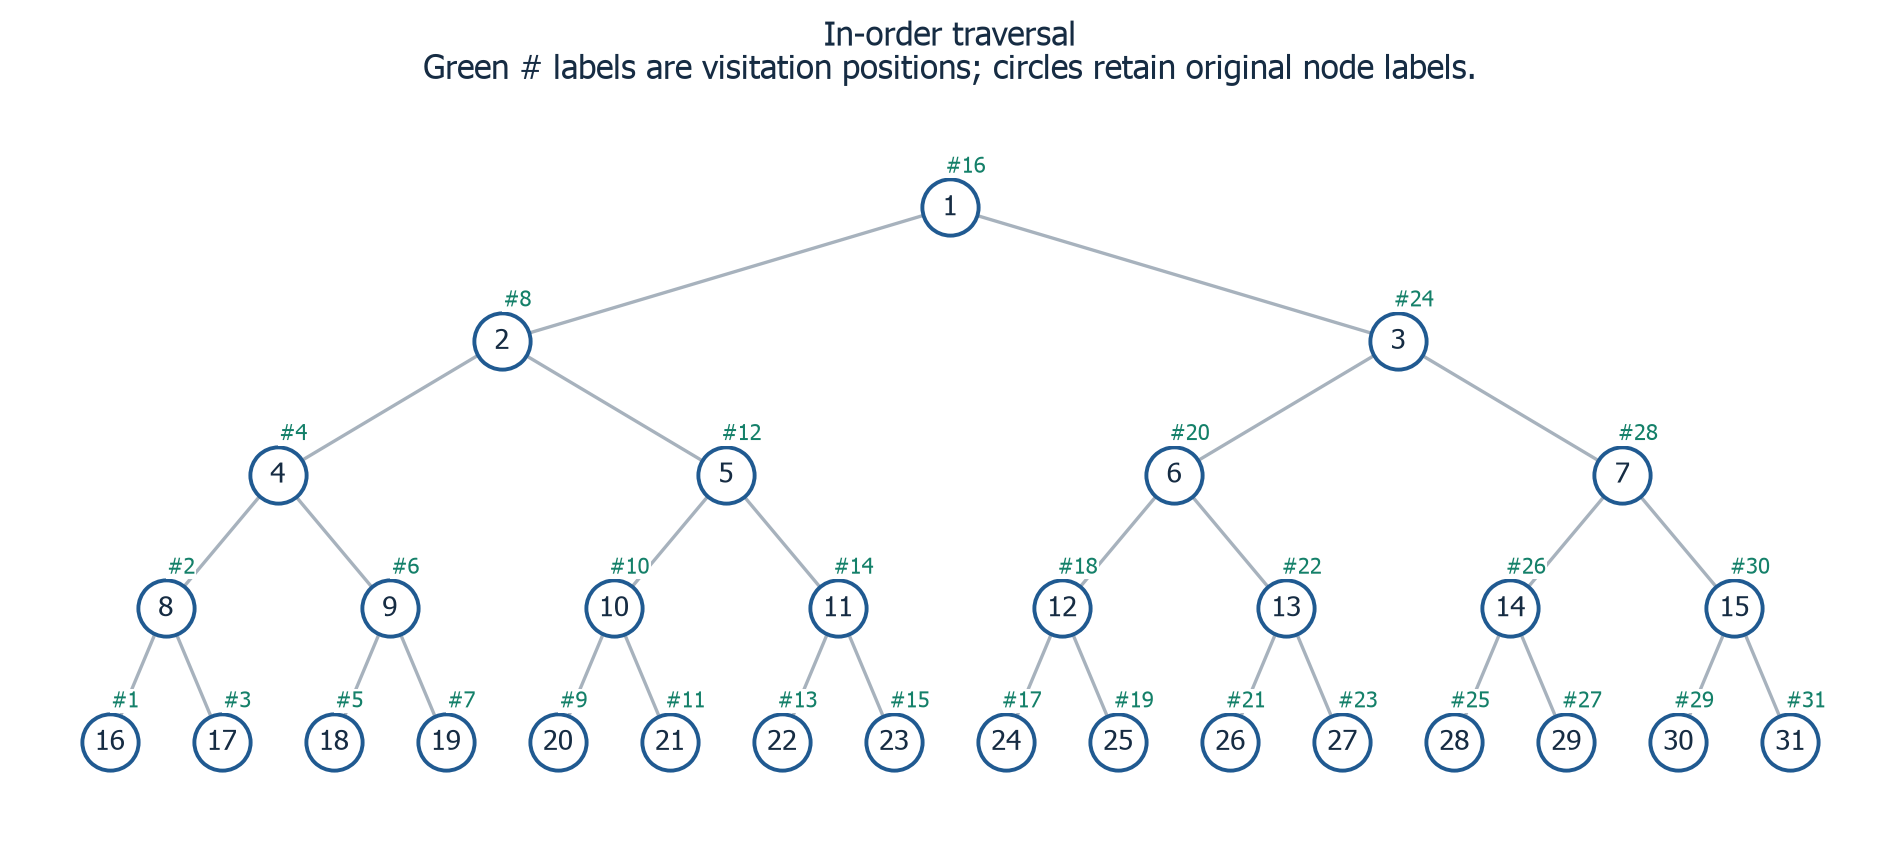 In-order traversal
Green # labels are visitation positions; circles retain original node labels.
#16
1
#8 #24
2 3
#4 #12 #20 #28
4 5 6 7
#2 #6 #10 #14 #18 #22 #26 #30
8 9 10 11 12 13 14 15
#1 #3 #5 #7 #9 #11 #13 #15 #17 #19 #21 #23 #25 #27 #29 #31
16 17 18 19 20 21 22 23 24 25 26 27 28 29 30 31